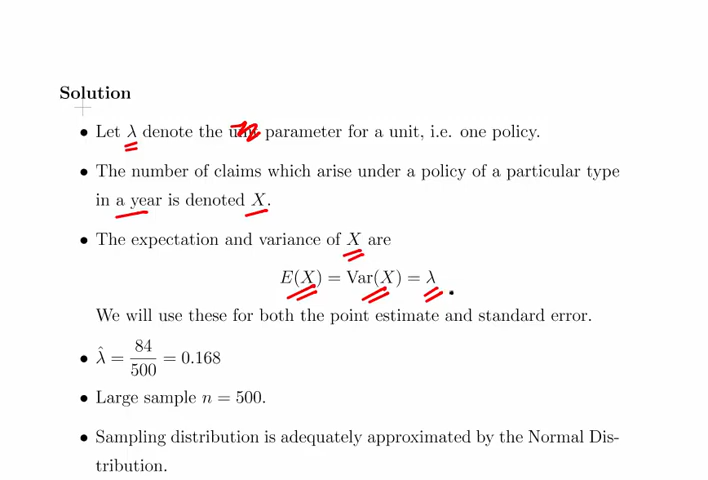 Solution
• Let λ denote the parameter for a unit, i.e. one policy.
• The number of claims which arise under a policy of a particular type
in a year is denoted X.
• The expectation and variance of X are
E(X) = Var(X) = λ
We will use these for both the point estimate and standard error.
• λ̂ = 84/500 = 0.168
• Large sample n = 500.
• Sampling distribution is adequately approximated by the Normal Dis-
tribution.